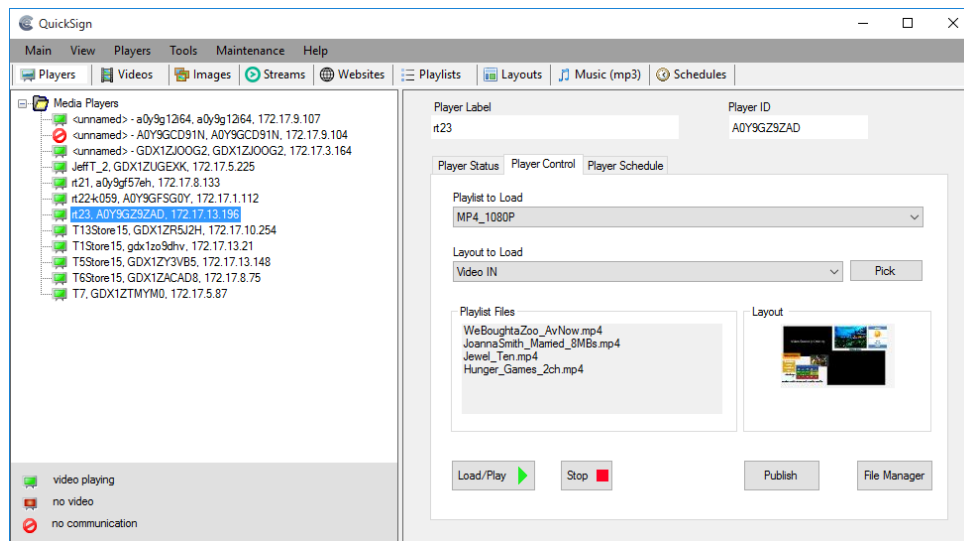 QuickSign
Main View Players Tools Maintenance Help
Players Videos Images Streams Websites Playlists Layouts Music (mp3) Schedules
Media Players
<unnamed> - a0y9g12i64, a0y9g12i64, 172.17.9.107
<unnamed> - A0Y9GCD91N, A0Y9GCD91N, 172.17.9.104
<unnamed> - GDX1ZJOOG2, GDX1ZJOOG2, 172.17.3.164
JeffT_2, GDX1ZUGEXK, 172.17.5.225
rt21, a0y9gf57eh, 172.17.8.133
rt22-k059, A0Y9GFSG0Y, 172.17.1.112
rt23, A0Y9GZ9ZAD, 172.17.13.196
T13Store15, GDX1ZR5J2H, 172.17.10.254
T1Store15, gdx1zo9dhv, 172.17.13.21
T5Store15, GDX1ZY3VB5, 172.17.13.148
T6Store15, GDX1ZACAD8, 172.17.8.75
T7, GDX1ZTMYM0, 172.17.5.87
video playing
no video
no communication
Player Label
rt23
Player ID
A0Y9GZ9ZAD
Player Status Player Control Player Schedule
Playlist to Load
MP4_1080P
Layout to Load
Video IN
Pick
Playlist Files
WeBoughtaZoo_AvNow.mp4
JoannaSmith_Married_8MBs.mp4
Jewel_Ten.mp4
Hunger_Games_2ch.mp4
Layout
Load/Play Stop Publish File Manager